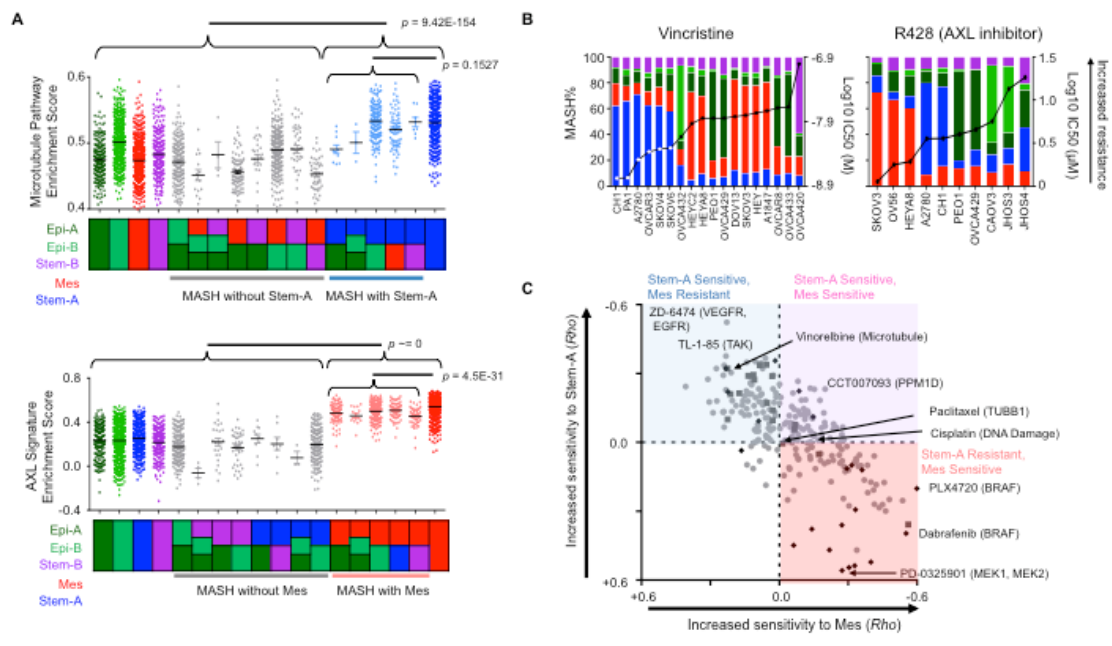 A
p = 9.42E-154
p = 0.1527
Microtubule Pathway
Enrichment Score
0.6
0.5
0.4
Epi-A
Epi-B
Stem-B
Mes
Stem-A
MASH without Stem-A
MASH with Stem-A
p ~= 0
p = 4.5E-31
AXL Signature
Enrichment Score
0.8
0.4
0.0
-0.4
Epi-A
Epi-B
Stem-B
Mes
Stem-A
MASH without Mes
MASH with Mes
B
Vincristine
MASH%
100
80
60
40
20
0
-6.9
-7.9
-8.9
Log10 IC50 (M)
CH1
PA1
A2780
OVCAR3
SKOV4
SKOV6
OVCA432
HEYC2
HEYA8
PEO1
OVCA429
DOV13
SKOV3
HEY
A1847
OVCAR8
OVCA433
OVCA420
R428 (AXL inhibitor)
1.5
1.0
0.5
0
Log10 IC50 (μM)
Increased resistance
SKOV3
OV56
HEYA8
A2780
CH1
PEO1
OVCA429
CAOV3
JHOS3
JHOS4
C
Stem-A Sensitive,
Mes Resistant
Stem-A Sensitive,
Mes Sensitive
ZD-6474 (VEGFR,
EGFR)
TL-1-85 (TAK)
Vinorelbine (Microtubule)
CCT007093 (PPM1D)
Paclitaxel (TUBB1)
Cisplatin (DNA Damage)
Stem-A Resistant,
Mes Sensitive
PLX4720 (BRAF)
Dabrafenib (BRAF)
PD-0325901 (MEK1, MEK2)
Increased sensitivity to Stem-A (Rho)
-0.6
0.0
+0.6
+0.6
0.0
-0.6
Increased sensitivity to Mes (Rho)